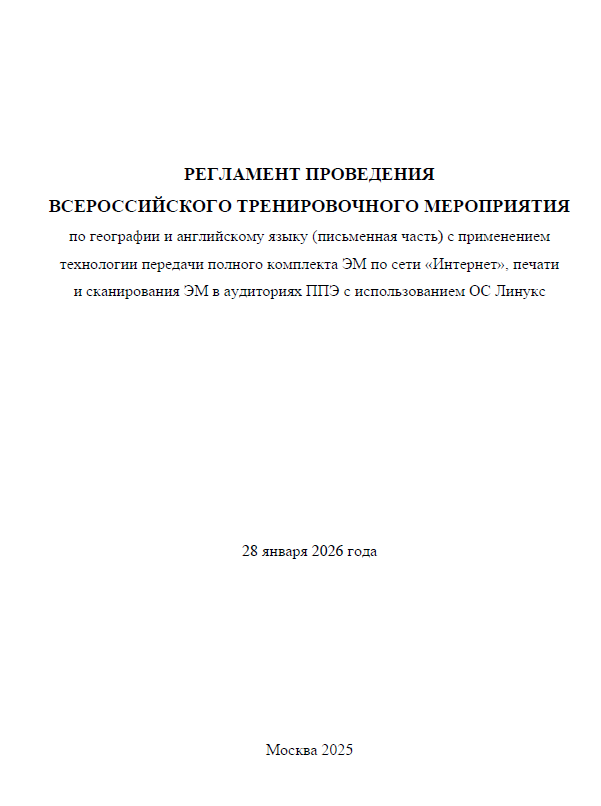 РЕГЛАМЕНТ ПРОВЕДЕНИЯ
ВСЕРОССИЙСКОГО ТРЕНИРОВОЧНОГО МЕРОПРИЯТИЯ
по географии и английскому языку (письменная часть) с применением
технологии передачи полного комплекта ЭМ по сети «Интернет», печати
и сканирования ЭМ в аудиториях ППЭ с использованием ОС Линукс
28 января 2026 года
Москва 2025